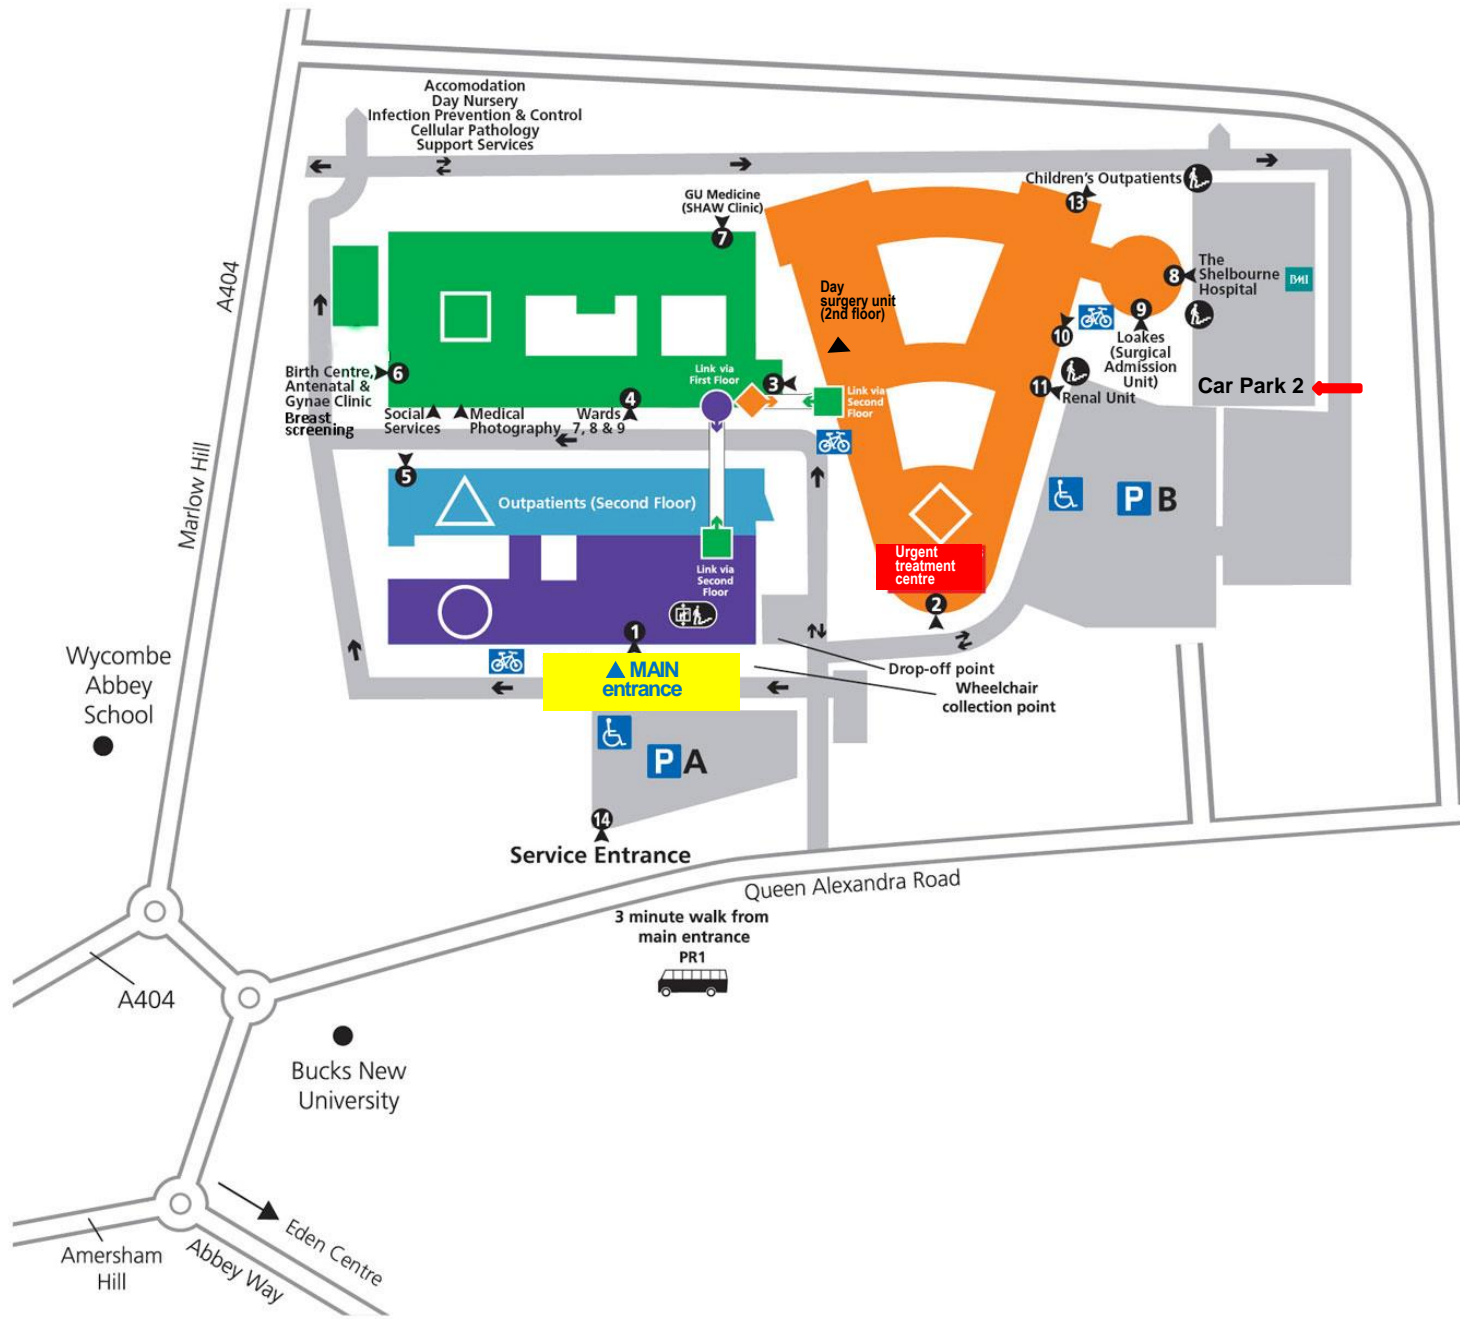 Accomodation
Day Nursery
Infection Prevention & Control
Cellular Pathology
Support Services
GU Medicine
(SHAW Clinic)
7
Children's Outpatients
13
A404
The
Shelbourne
Hospital
8
BMI
Day
surgery unit
(2nd floor)
9
10
Loakes
(Surgical
Admission
Unit)
Birth Centre,
Antenatal &
Gynae Clinic
Breast
screening
6
Link via
First Floor
3
Link via
Second
Floor
11
Renal Unit
Car Park 2
4
Social
Services
Medical
Photography
Wards
7, 8 & 9
Marlow Hill
5
Outpatients (Second Floor)
P B
Urgent
treatment
centre
Link via
Second
Floor
2
1
Wycombe
Abbey
School
MAIN
entrance
Drop-off point
Wheelchair
collection point
P A
14
Service Entrance
Queen Alexandra Road
3 minute walk from
main entrance
PR1
A404
Bucks New
University
Eden Centre
Amersham
Hill
Abbey Way